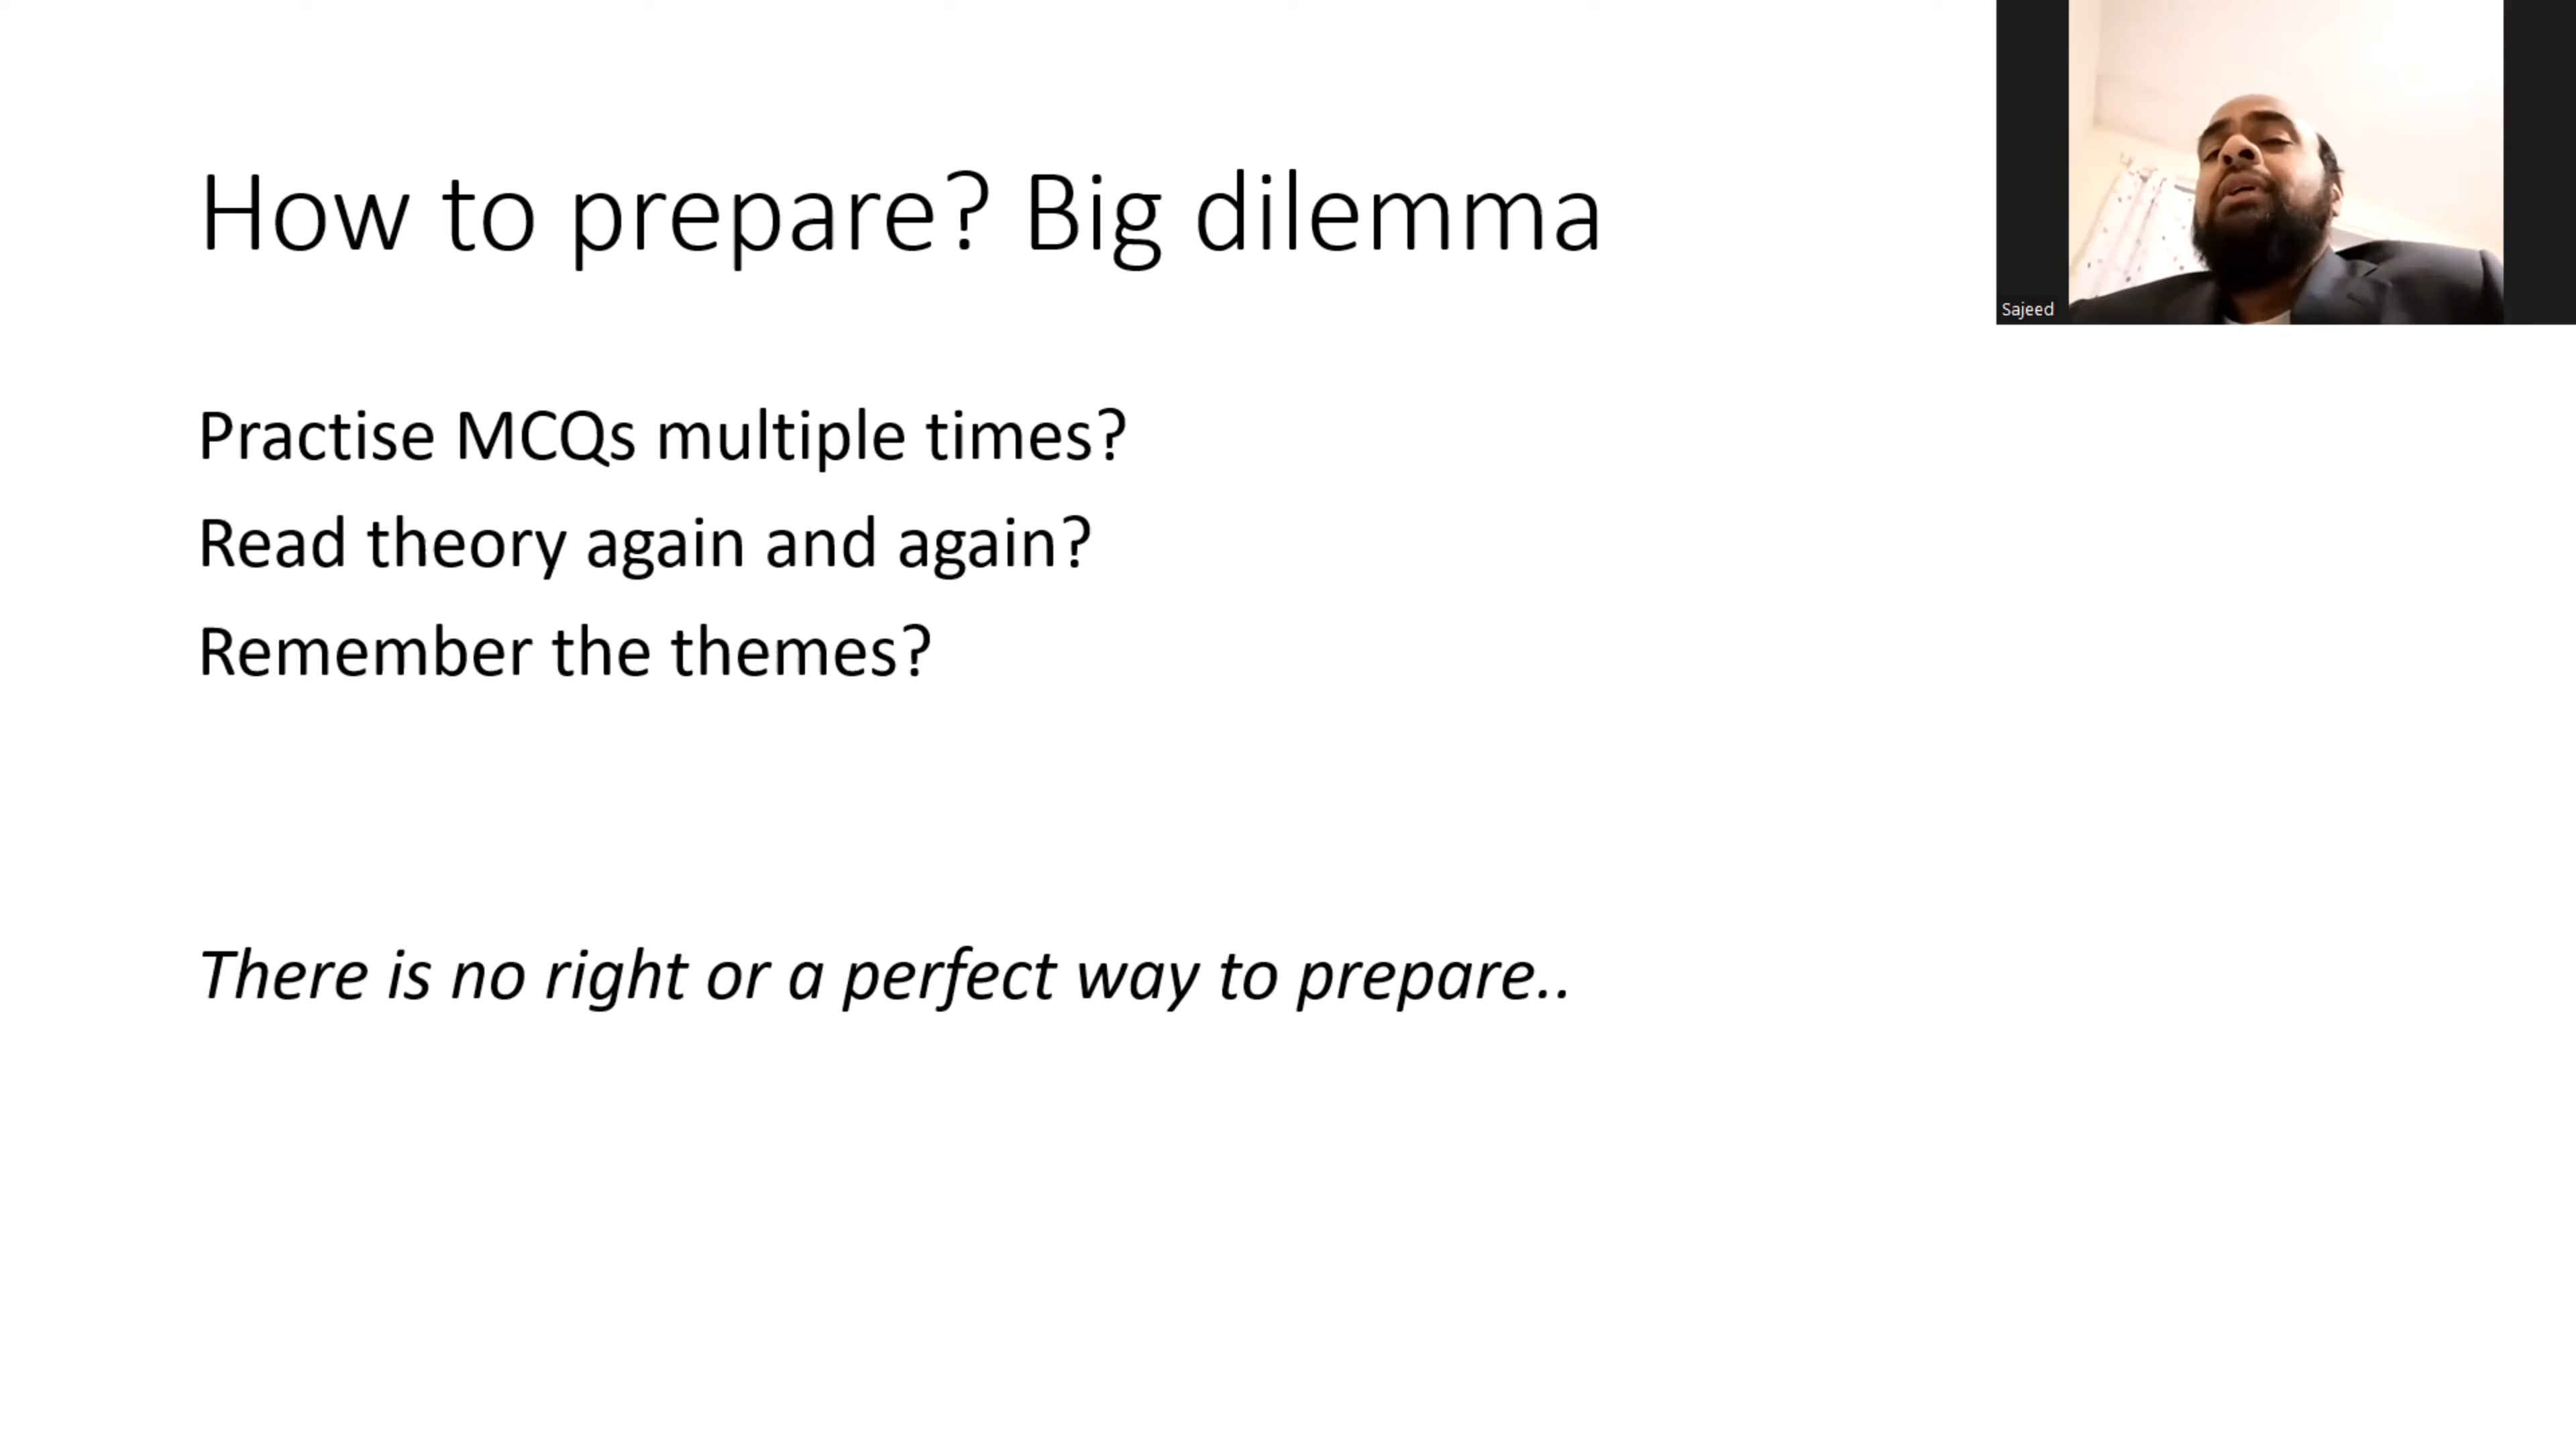 How to prepare? Big dilemma
Sajeed
Practise MCQs multiple times?
Read theory again and again?
Remember the themes?
There is no right or a perfect way to prepare..